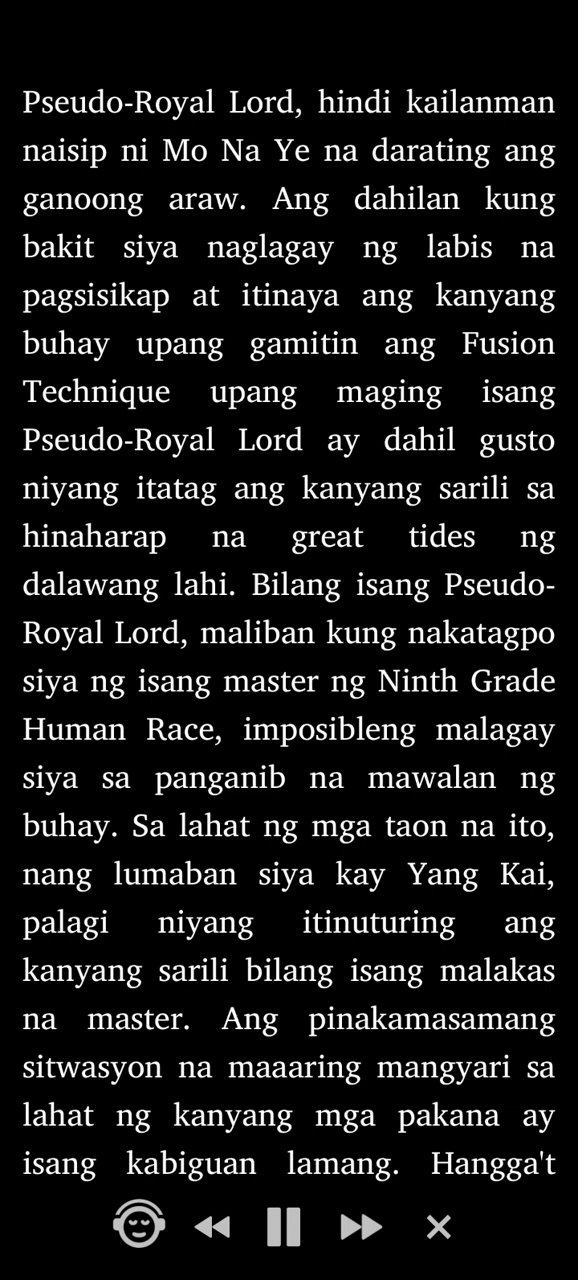 Pseudo-Royal Lord, hindi kailanman
naisip ni Mo Na Ye na darating ang
ganoong araw. Ang dahilan kung
bakit siya naglagay ng labis na
pagsisikap at itinaya ang kanyang
buhay upang gamitin ang Fusion
Technique upang maging isang
Pseudo-Royal Lord ay dahil gusto
niyang itatag ang kanyang sarili sa
hinaharap na great tides ng
dalawang lahi. Bilang isang Pseudo-
Royal Lord, maliban kung nakatagpo
siya ng isang master ng Ninth Grade
Human Race, imposibleng malagay
siya sa panganib na mawalan ng
buhay. Sa lahat ng mga taon na ito,
nang lumaban siya kay Yang Kai,
palagi niyang itinuturing ang
kanyang sarili bilang isang malakas
na master. Ang pinakamasamang
sitwasyon na maaaring mangyari sa
lahat ng kanyang mga pakana ay
isang kabiguan lamang. Hangga't